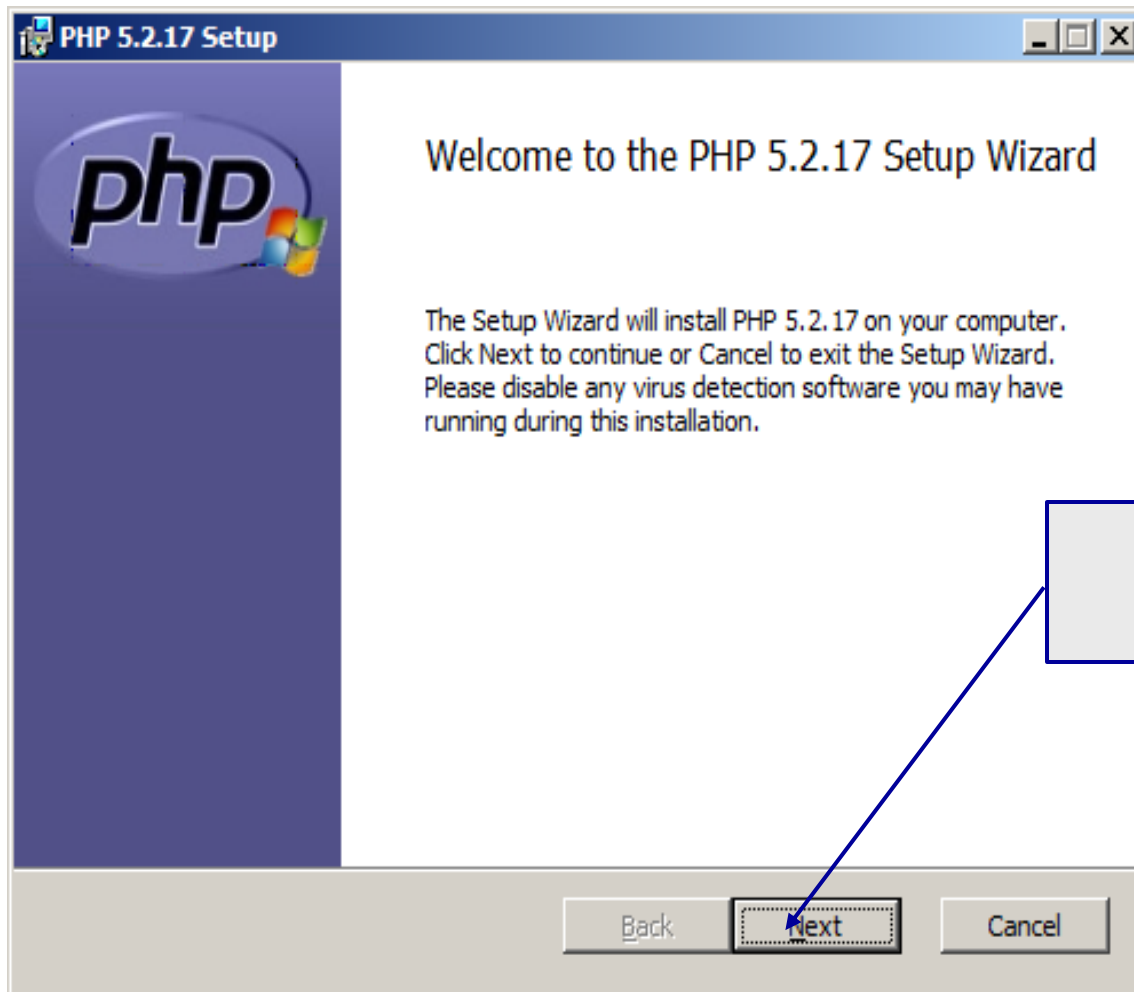 PHP 5.2.17 Setup
php
Welcome to the PHP 5.2.17 Setup Wizard
The Setup Wizard will install PHP 5.2.17 on your computer.
Click Next to continue or Cancel to exit the Setup Wizard.
Please disable any virus detection software you may have
running during this installation.
Back Next Cancel